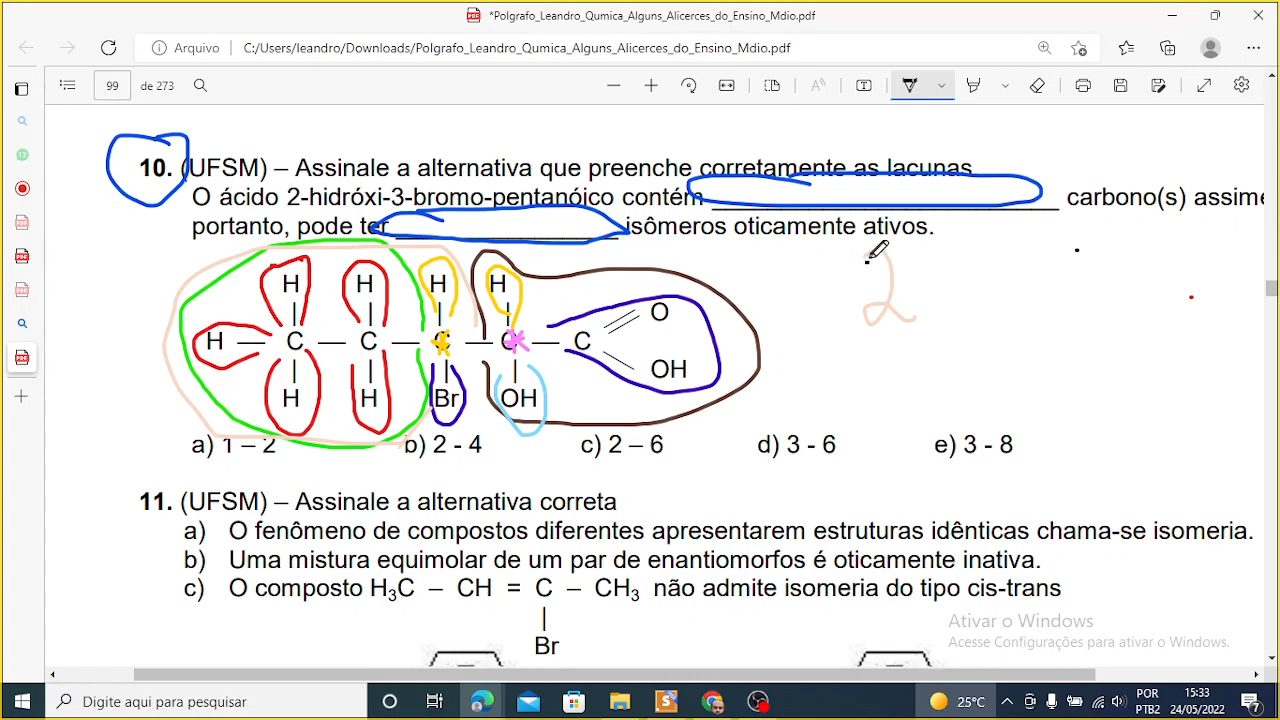 *Polgrafo_Leandro_Qumica_Alguns_Alicerces_do_Ensino_Mdio.pdf
Arquivo C:/Users/leandro/Downloads/Polgrafo_Leandro_Qumica_Alguns_Alicerces_do_Ensino_Mdio.pdf
99 de 273
10. (UFSM) – Assinale a alternativa que preenche corretamente as lacunas
O ácido 2-hidróxi-3-bromo-pentanóico contém ____________________ carbono(s) assimé
portanto, pode ter ________________ isômeros oticamente ativos.
2
H H H H O
H — C — C — C — C — C
OH
H H Br OH
a) 1 – 2 b) 2 - 4 c) 2 – 6 d) 3 - 6 e) 3 - 8
11. (UFSM) – Assinale a alternativa correta
a) O fenômeno de compostos diferentes apresentarem estruturas idênticas chama-se isomeria.
b) Uma mistura equimolar de um par de enantiomorfos é oticamente inativa.
c) O composto H₃C – CH = C – CH₃ não admite isomeria do tipo cis-trans
|
Br
Ativar o Windows
Acesse Configurações para ativar o Windows.
Digite aqui para pesquisar
25°C
POR
PTB2
15:33
24/05/2022
7